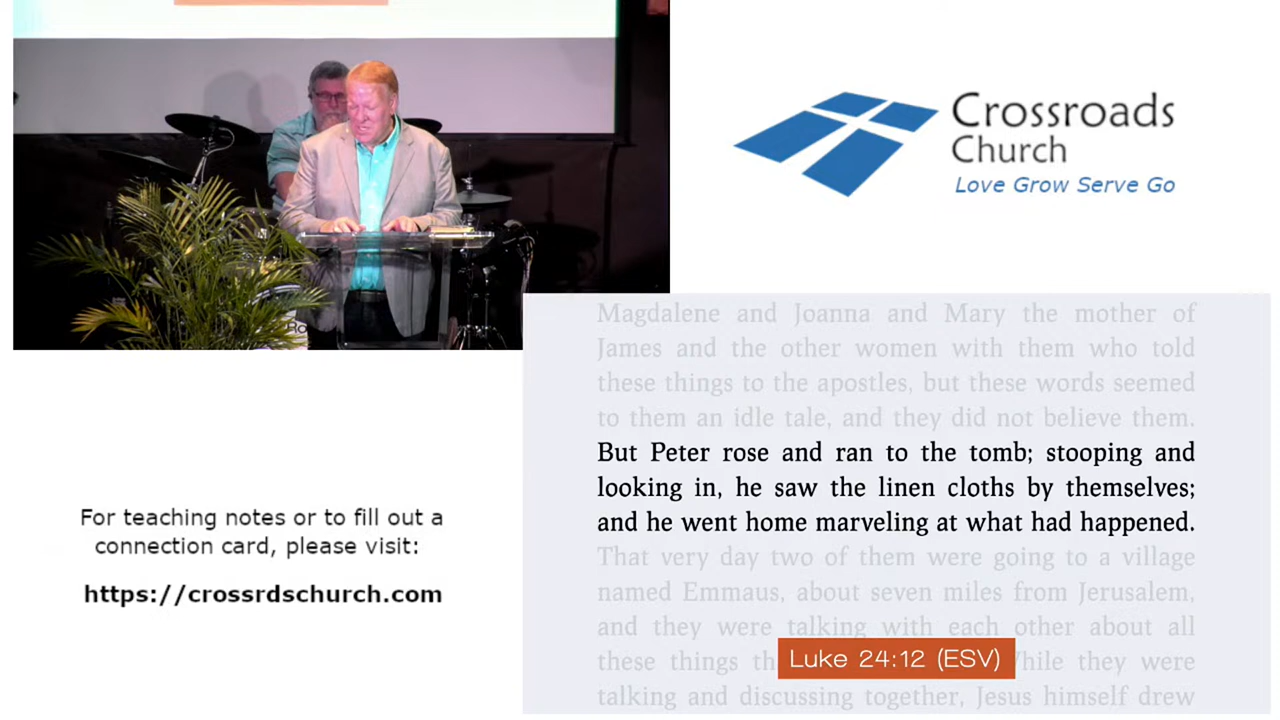 Crossroads
Church
Love Grow Serve Go
Magdalene and Joanna and Mary the mother of
James and the other women with them who told
these things to the apostles, but these words seemed
to them an idle tale, and they did not believe them.
But Peter rose and ran to the tomb; stooping and
looking in, he saw the linen cloths by themselves;
and he went home marveling at what had happened.
That very day two of them were going to a village
named Emmaus, about seven miles from Jerusalem,
and they were talking with each other about all
these things th
While they were
Luke 24:12 (ESV)
talking and discussing together, Jesus himself drew
For teaching notes or to fill out a
connection card, please visit:
https://crossrdschurch.com